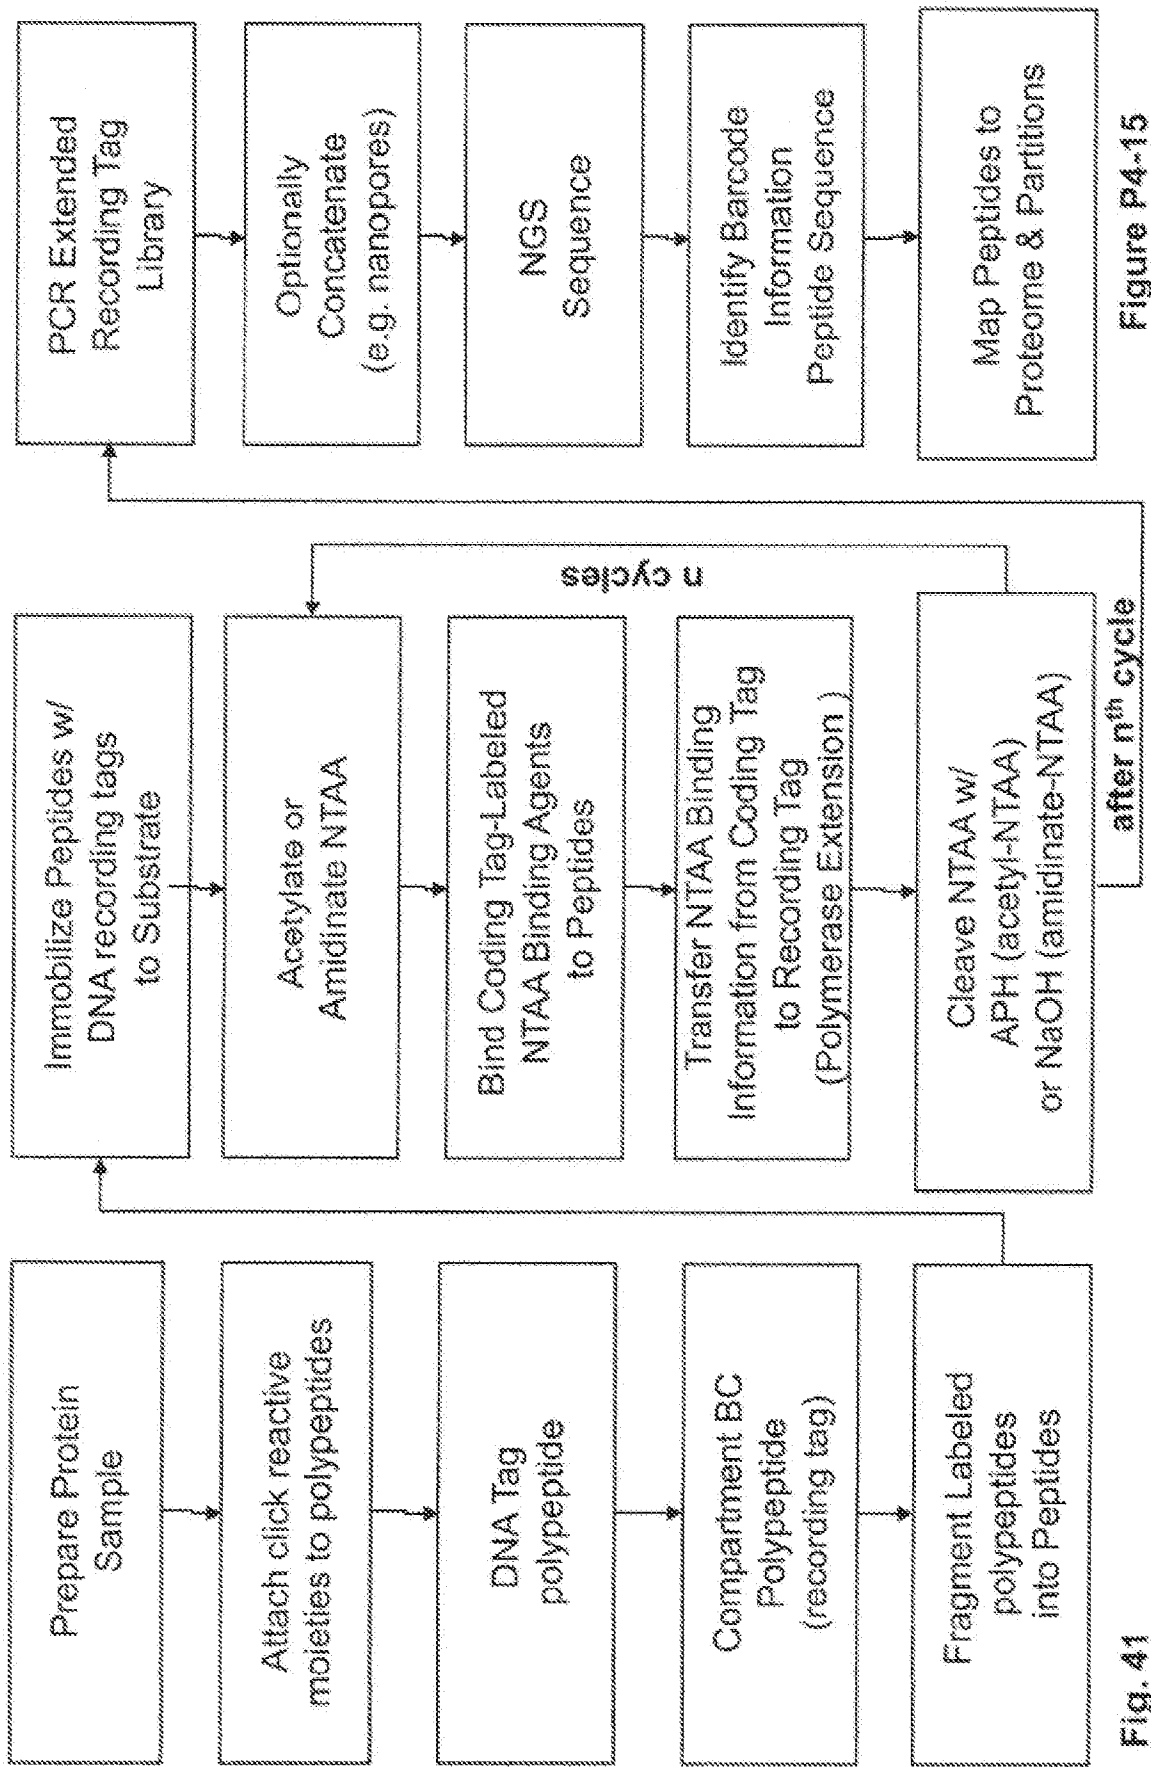 Prepare Protein
Sample
Attach click reactive
moieties to polypeptides
DNA Tag
polypeptide
Compartment BC
Polypeptide
(recording tag)
Fragment Labeled
polypeptides
into Peptides
Immobilize Peptides w/
DNA recording tags
to Substrate
Acetylate or
Amidinate NTAA
Bind Coding Tag-Labeled
NTAA Binding Agents
to Peptides
Transfer NTAA Binding
Information from Coding Tag
to Recording Tag
(Polymerase Extension )
Cleave NTAA w/
APH (acetyl-NTAA)
or NaOH (amidinate-NTAA)
n cycles
after nth cycle
PCR Extended
Recording Tag
Library
Optionally
Concatenate
(e.g. nanopores)
NGS
Sequence
Identify Barcode
Information
Peptide Sequence
Map Peptides to
Proteome & Partitions
Fig. 41
Figure P4-15